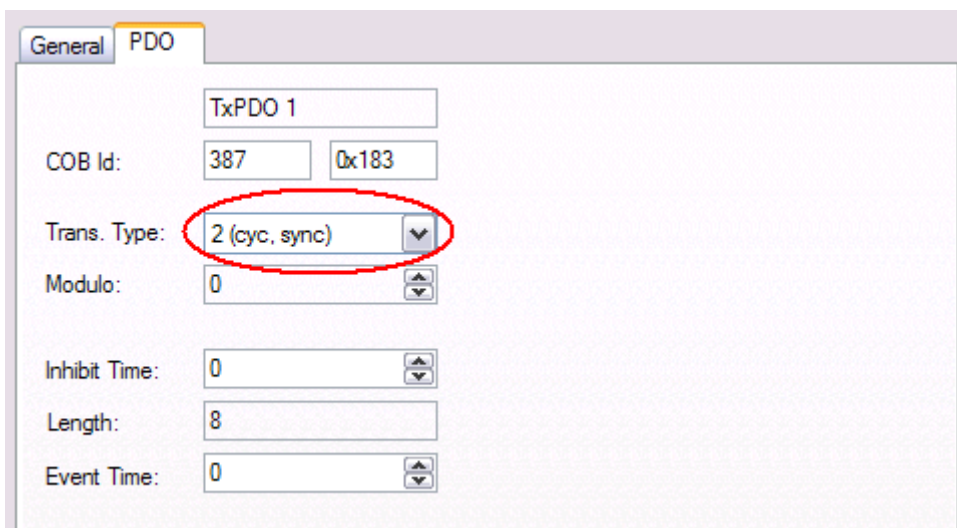 General PDO
TxPDO 1
COB Id: 387 0x183
Trans. Type: 2 (cyc, sync)
Modulo: 0
Inhibit Time: 0
Length: 8
Event Time: 0